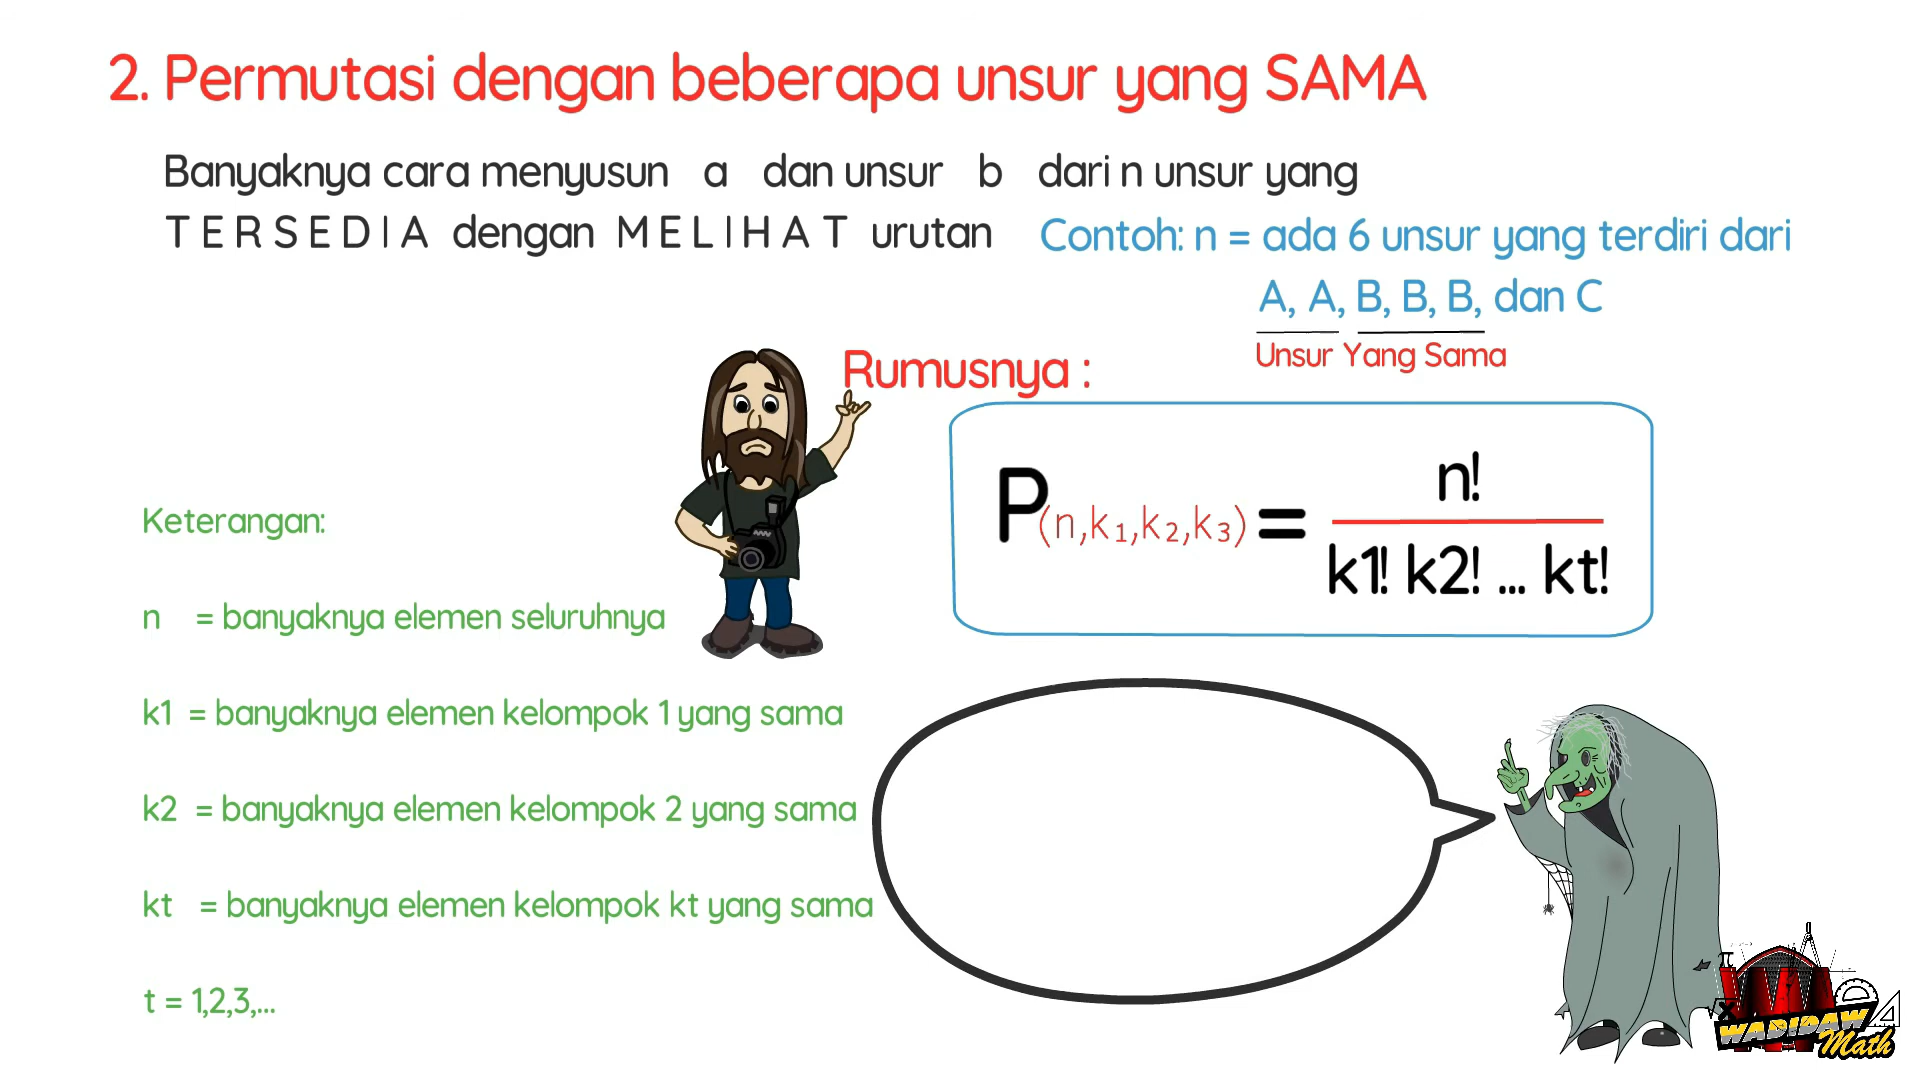 2. Permutasi dengan beberapa unsur yang SAMA
Banyaknya cara menyusun a dan unsur b dari n unsur yang
TERSEDIA dengan MELIHAT urutan
Contoh: n = ada 6 unsur yang terdiri dari
A, A, B, B, B, dan C
Unsur Yang Sama
Rumusnya :
P(n,k₁,k₂,k₃) = n!
k1! k2! ... kt!
Keterangan:
n = banyaknya elemen seluruhnya
k1 = banyaknya elemen kelompok 1 yang sama
k2 = banyaknya elemen kelompok 2 yang sama
kt = banyaknya elemen kelompok kt yang sama
t = 1,2,3,...
WADIDAW
Math